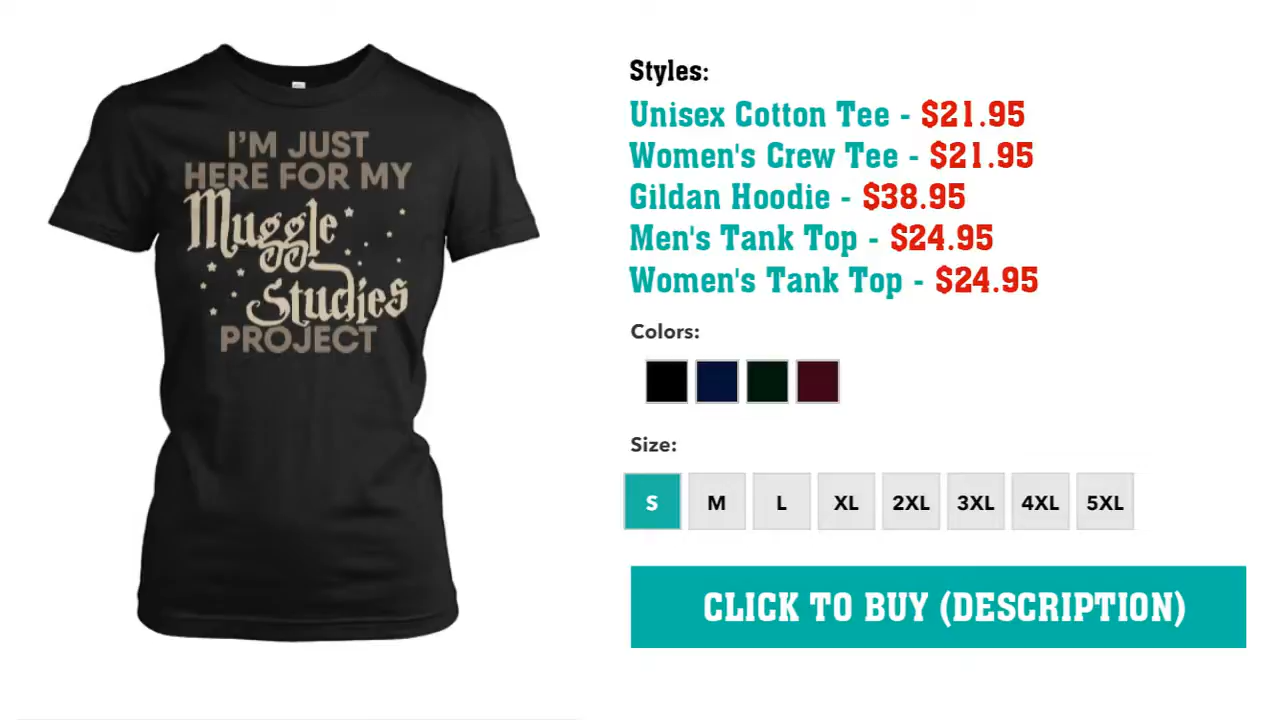 I'M JUST
HERE FOR MY
Muggle
Studies
PROJECT
Styles:
Unisex Cotton Tee - $21.95
Women's Crew Tee - $21.95
Gildan Hoodie - $38.95
Men's Tank Top - $24.95
Women's Tank Top - $24.95
Colors:
Size:
S M L XL 2XL 3XL 4XL 5XL
CLICK TO BUY (DESCRIPTION)